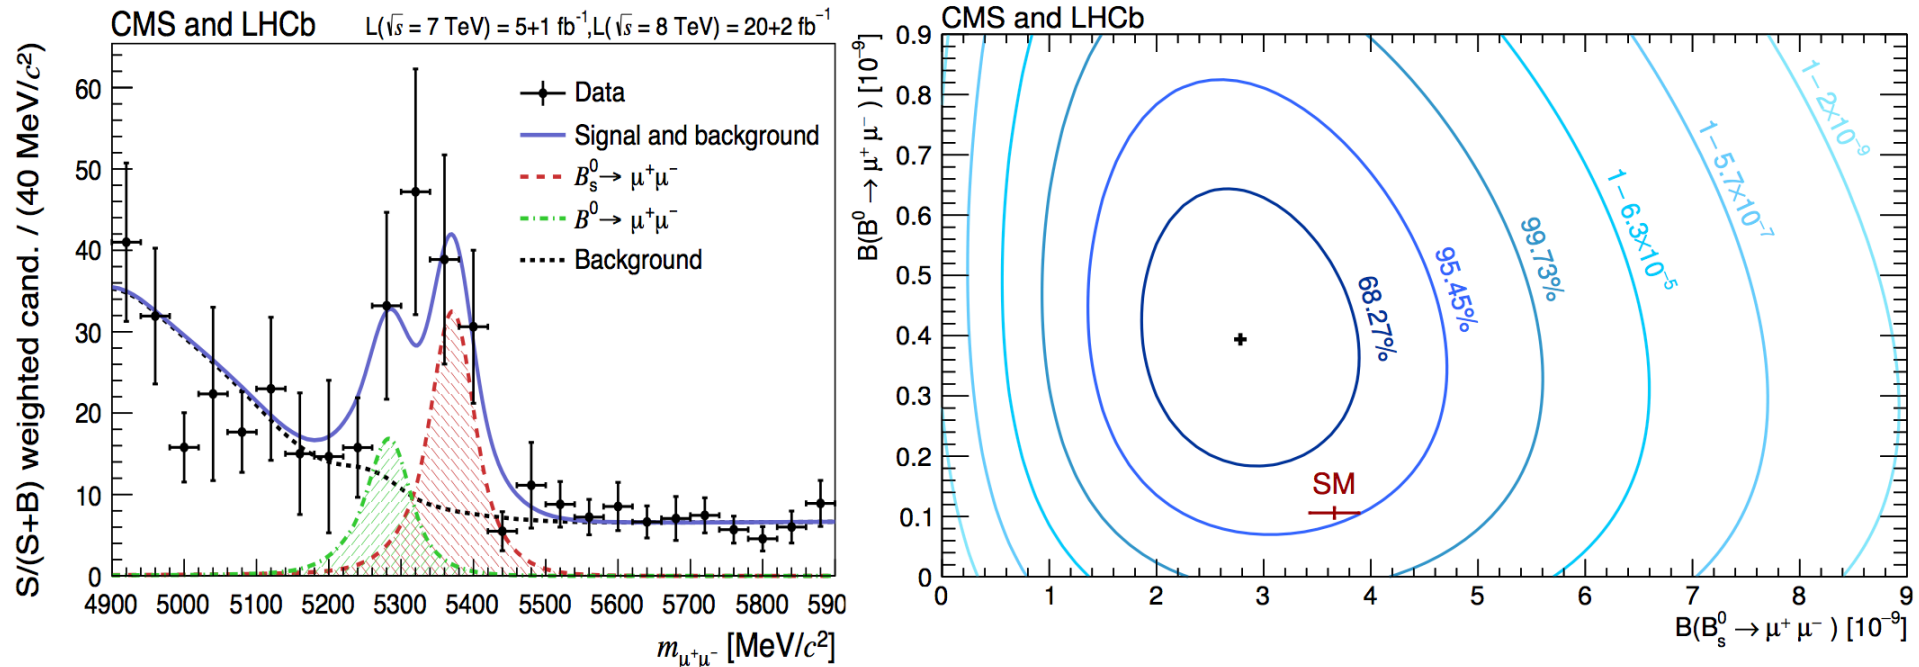 CMS and LHCb
L(√s = 7 TeV) = 5+1 fb⁻¹,L(√s = 8 TeV) = 20+2 fb⁻¹
S/(S+B) weighted cand. / (40 MeV/c²)
60
50
40
30
20
10
0
Data
Signal and background
B⁰ₛ→ μ⁺μ⁻
B⁰→ μ⁺μ⁻
Background
4900 5000 5100 5200 5300 5400 5500 5600 5700 5800 590
m_μ⁺μ⁻ [MeV/c²]
CMS and LHCb
B(B⁰ → μ⁺ μ⁻ ) [10⁻⁹]
0.9
0.8
0.7
0.6
0.5
0.4
0.3
0.2
0.1
0
68.27%
95.45%
99.73%
1−6.3×10⁻⁵
1−5.7×10⁻⁷
1−2×10⁻⁹
SM
0 1 2 3 4 5 6 7 8 9
B(B⁰ₛ → μ⁺ μ⁻ ) [10⁻⁹]